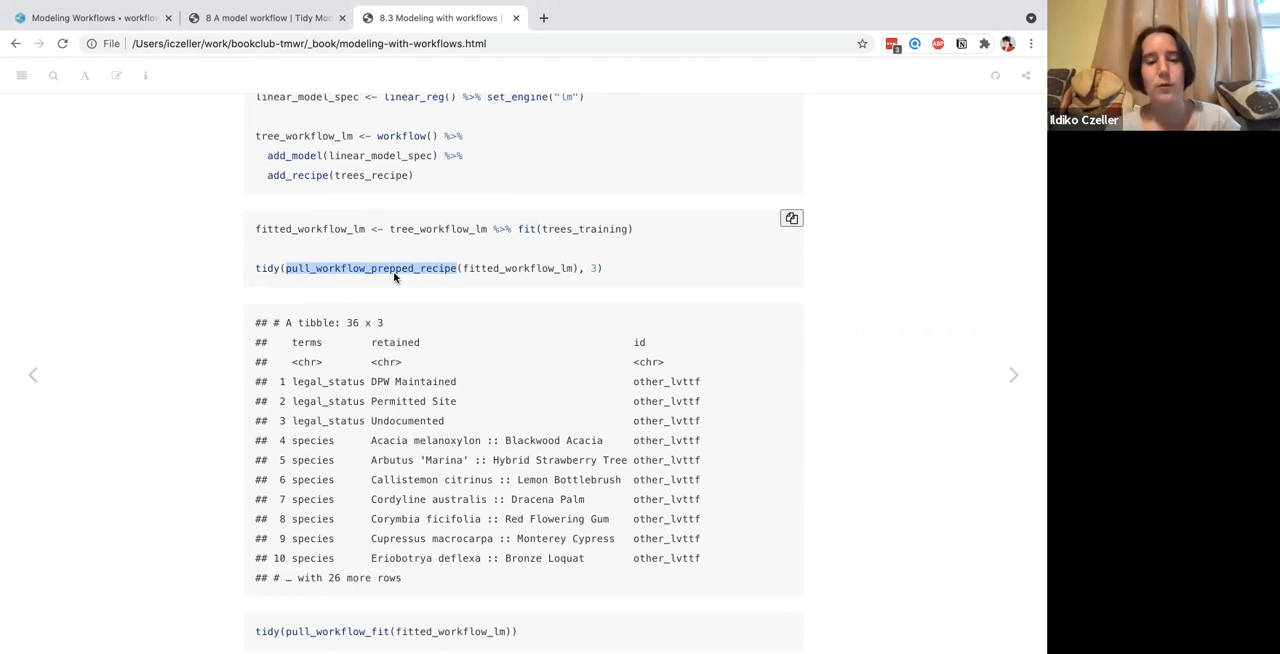 Modeling Workflows • workflow
8 A model workflow | Tidy Mod
8.3 Modeling with workflows |
File | /Users/iczeller/work/bookclub-tmwr/_book/modeling-with-workflows.html
3
ABP
A
i
linear_model_spec <- linear_reg() %>% set_engine("lm")
tree_workflow_lm <- workflow() %>%
add_model(linear_model_spec) %>%
add_recipe(trees_recipe)
fitted_workflow_lm <- tree_workflow_lm %>% fit(trees_training)
tidy(pull_workflow_prepped_recipe(fitted_workflow_lm), 3)
## # A tibble: 36 x 3
##    terms        retained                               id
##    <chr>        <chr>                                  <chr>
##  1 legal_status DPW Maintained                         other_lvttf
##  2 legal_status Permitted Site                         other_lvttf
##  3 legal_status Undocumented                           other_lvttf
##  4 species      Acacia melanoxylon :: Blackwood Acacia     other_lvttf
##  5 species      Arbutus 'Marina' :: Hybrid Strawberry Tree other_lvttf
##  6 species      Callistemon citrinus :: Lemon Bottlebrush  other_lvttf
##  7 species      Cordyline australis :: Dracena Palm        other_lvttf
##  8 species      Corymbia ficifolia :: Red Flowering Gum    other_lvttf
##  9 species      Cupressus macrocarpa :: Monterey Cypress   other_lvttf
## 10 species      Eriobotrya deflexa :: Bronze Loquat        other_lvttf
## # … with 26 more rows
tidy(pull_workflow_fit(fitted_workflow_lm))
Ildiko Czeller